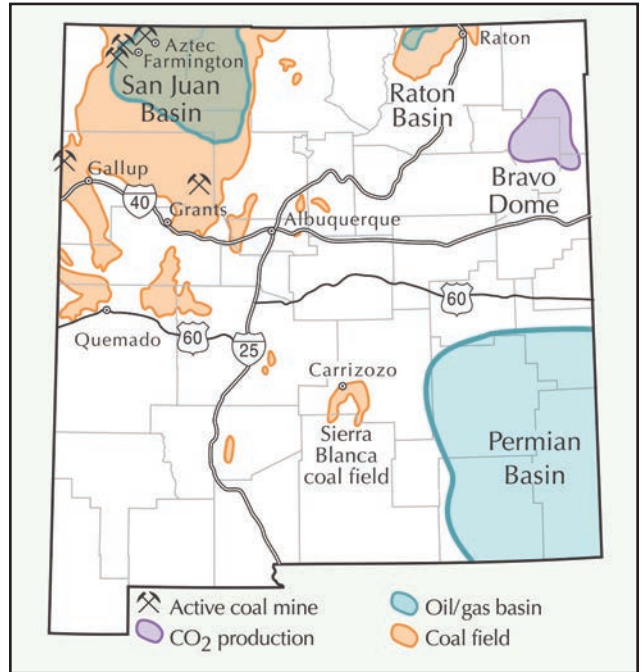 Aztec
Farmington
San Juan
Basin
Raton
Raton
Basin
Bravo
Dome
Gallup
40
Grants
Albuquerque
60
Quemado
60
25
Carrizozo
Sierra
Blanca
coal field
Permian
Basin
Active coal mine
CO₂ production
Oil/gas basin
Coal field